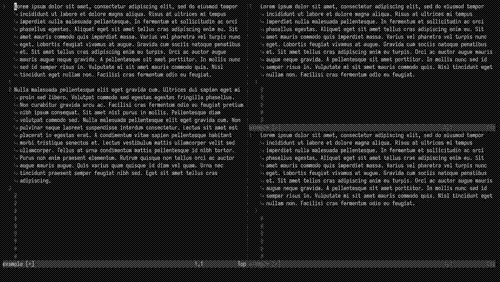 Lorem ipsum dolor sit amet, consectetur adipiscing elit, sed do eiusmod tempor
incididunt ut labore et dolore magna aliqua. Risus at ultrices mi tempus
imperdiet nulla malesuada pellentesque. In fermentum et sollicitudin ac orci
phasellus egestas. Aliquet eget sit amet tellus cras adipiscing enim eu. Sit
amet mauris commodo quis imperdiet massa. Varius vel pharetra vel turpis nunc
eget. Lobortis feugiat vivamus at augue. Gravida cum sociis natoque penatibus
et. Sit amet tellus cras adipiscing enim eu turpis. Orci ac auctor augue
mauris augue neque gravida. A pellentesque sit amet porttitor. In mollis nunc
sed id semper risus in. Vulputate mi sit amet mauris commodo quis. Nisl
tincidunt eget nullam non. Facilisi cras fermentum odio eu feugiat.
Nulla malesuada pellentesque elit eget gravida cum. Ultrices dui sapien eget mi
proin sed libero. Volutpat commodo sed egestas egestas fringilla phasellus.
Non curabitur gravida arcu ac. Facilisi cras fermentum odio eu feugiat pretium
nibh ipsum consequat. Sit amet nisl purus in mollis. Pellentesque diam
volutpat commodo sed. Nulla malesuada pellentesque elit eget gravida cum. Non
pulvinar neque laoreet suspendisse interdum consectetur. Lectus sit amet est
placerat in egestas erat. A condimentum vitae sapien pellentesque habitant
morbi tristique senectus et. Lectus vestibulum mattis ullamcorper velit sed
ullamcorper. Tellus at urna condimentum mattis pellentesque id nibh tortor.
Purus non enim praesent elementum. Rutrum quisque non tellus orci ac auctor
augue mauris augue. Quis varius quam quisque id diam vel quam. Urna nec
tincidunt praesent semper feugiat nibh sed. Eget sit amet tellus cras
adipiscing.
example [+] 1,1 Top
lorem ipsum dolor sit amet, consectetur adipiscing elit, sed do eiusmod tempor
incididunt ut labore et dolore magna aliqua. Risus at ultrices mi tempus
imperdiet nulla malesuada pellentesque. In fermentum et sollicitudin ac orci
phasellus egestas. Aliquet eget sit amet tellus cras adipiscing enim eu. Sit
amet mauris commodo quis imperdiet massa. Varius vel pharetra vel turpis nunc
eget. Lobortis feugiat vivamus at augue. Gravida cum sociis natoque penatibus
et. Sit amet tellus cras adipiscing enim eu turpis. Orci ac auctor augue mauris
augue neque gravida. A pellentesque sit amet porttitor. In mollis nunc sed id
semper risus in. Vulputate mi sit amet mauris commodo quis. Nisl tincidunt eget
nullam non. Facilisi cras fermentum odio eu feugiat.
lorem ipsum dolor sit amet, consectetur adipiscing elit, sed do eiusmod tempor
incididunt ut labore et dolore magna aliqua. Risus at ultrices mi tempus
imperdiet nulla malesuada pellentesque. In fermentum et sollicitudin ac orci
phasellus egestas. Aliquet eget sit amet tellus cras adipiscing enim eu. Sit
amet mauris commodo quis imperdiet massa. Varius vel pharetra vel turpis nunc
eget. Lobortis feugiat vivamus at augue. Gravida cum sociis natoque penatibus
et. Sit amet tellus cras adipiscing enim eu turpis. Orci ac auctor augue mauris
augue neque gravida. A pellentesque sit amet porttitor. In mollis nunc sed id
semper risus in. Vulputate mi sit amet mauris commodo quis. Nisl tincidunt eget
nullam non. Facilisi cras fermentum odio eu feugiat.